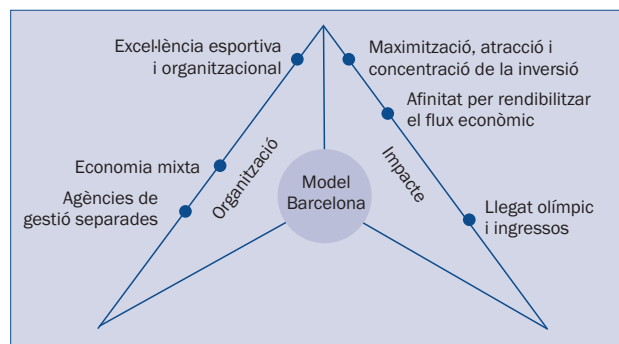 Excel·lència esportiva
i organitzacional
Economia mixta
Agències de
gestió separades
Organització
Model
Barcelona
Impacte
Maximització, atracció i
concentració de la inversió
Afinitat per rendibilitzar
el flux econòmic
Llegat olímpic
i ingressos